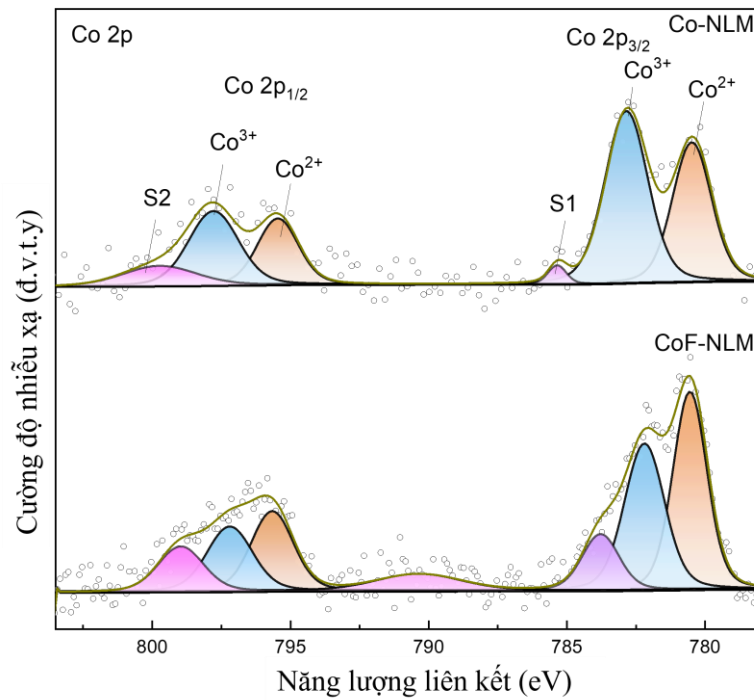 Co 2p
Co 2p3/2
Co-NLM
Co³⁺
Co²⁺
Co 2p1/2
Co³⁺
Co²⁺
S2
S1
CoF-NLM
Cường độ nhiễu xạ (đ.v.t.y)
800
795
790
785
780
Năng lượng liên kết (eV)